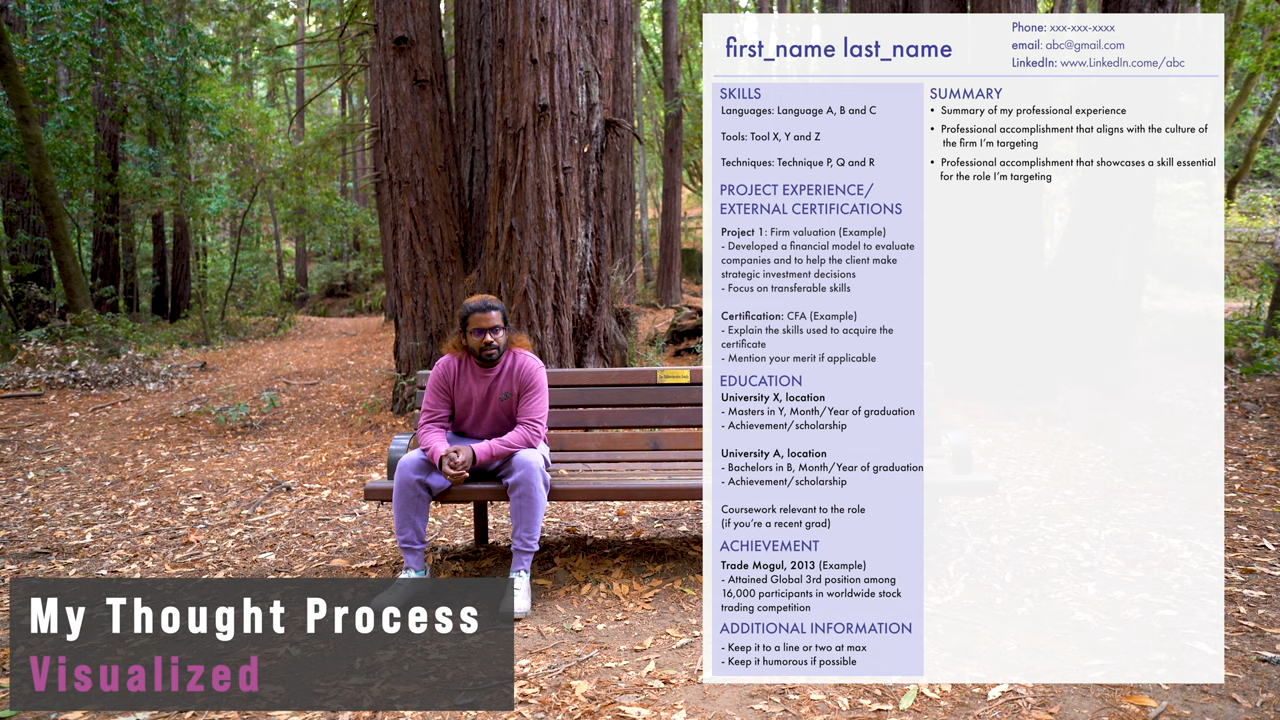 first_name last_name
Phone: xxx-xxx-xxxx
email: abc@gmail.com
LinkedIn: www.LinkedIn.come/abc
SKILLS
Languages: Language A, B and C
Tools: Tool X, Y and Z
Techniques: Technique P, Q and R
PROJECT EXPERIENCE/
EXTERNAL CERTIFICATIONS
Project 1: Firm valuation (Example)
- Developed a financial model to evaluate
companies and to help the client make
strategic investment decisions
- Focus on transferable skills
Certification: CFA (Example)
- Explain the skills used to acquire the
certificate
- Mention your merit if applicable
EDUCATION
University X, location
- Masters in Y, Month/Year of graduation
- Achievement/scholarship
University A, location
- Bachelors in B, Month/Year of graduation
- Achievement/scholarship
Coursework relevant to the role
(if you're a recent grad)
ACHIEVEMENT
Trade Mogul, 2013 (Example)
- Attained Global 3rd position among
16,000 participants in worldwide stock
trading competition
ADDITIONAL INFORMATION
- Keep it to a line or two at max
- Keep it humorous if possible
SUMMARY
• Summary of my professional experience
• Professional accomplishment that aligns with the culture of
the firm I'm targeting
• Professional accomplishment that showcases a skill essential
for the role I'm targeting
My Thought Process
Visualized